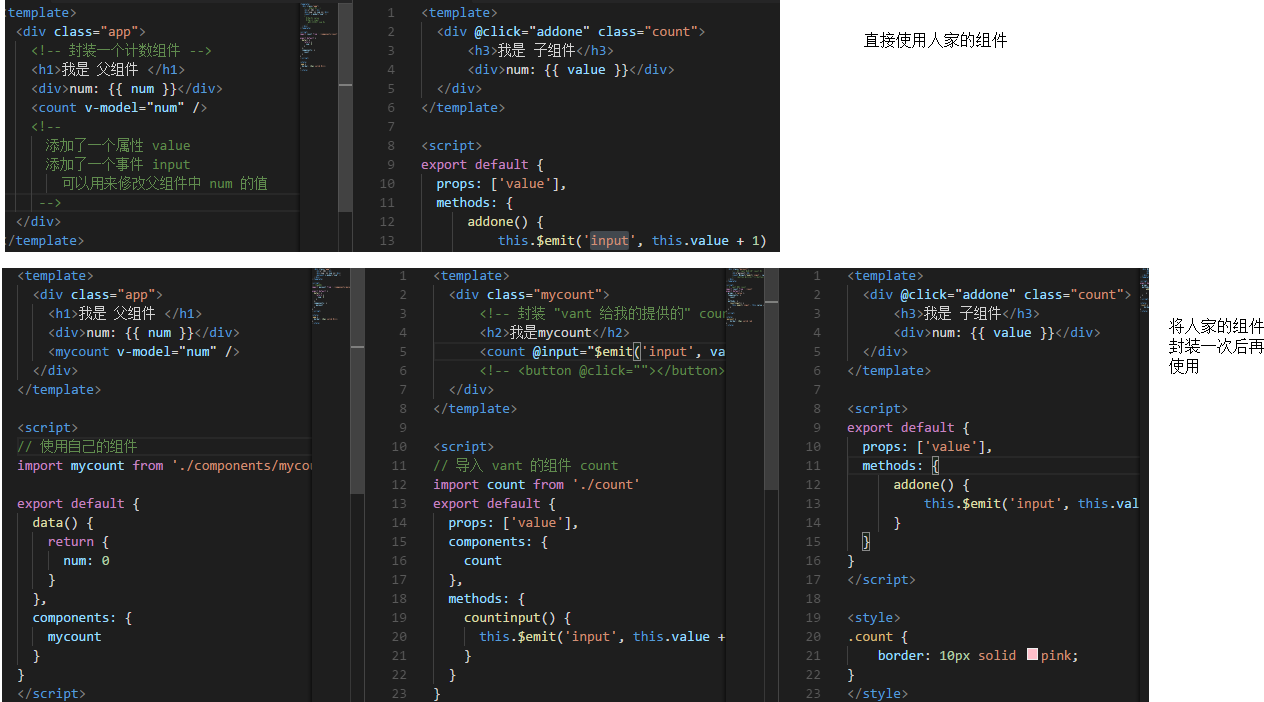 template>
<div class="app">
<!-- 封装一个计数组件 -->
<h1>我是 父组件 </h1>
<div>num: {{ num }}</div>
<count v-model="num" />
<!--
添加了一个属性 value
添加了一个事件 input
可以用来修改父组件中 num 的值
-->
</div>
/template>
1 <template>
2 <div @click="addone" class="count">
3 <h3>我是 子组件</h3>
4 <div>num: {{ value }}</div>
5 </div>
6 </template>
7
8 <script>
9 export default {
10 props: ['value'],
11 methods: {
12 addone() {
13 this.$emit('input', this.value + 1)
直接使用人家的组件
<template>
<div class="app">
<h1>我是 父组件 </h1>
<div>num: {{ num }}</div>
<mycount v-model="num" />
</div>
</template>
<script>
// 使用自己的组件
import mycount from './components/mycou
export default {
data() {
return {
num: 0
}
},
components: {
mycount
}
}
</script>
1 <template>
2 <div class="mycount">
3 <!-- 封装 "vant 给我的提供的" cou
4 <h2>我是mycount</h2>
5 <count @input="$emit('input', va
6 <!-- <button @click=""></button>
7 </div>
8 </template>
9
10 <script>
11 // 导入 vant 的组件 count
12 import count from './count'
13 export default {
14 props: ['value'],
15 components: {
16 count
17 },
18 methods: {
19 countinput() {
20 this.$emit('input', this.value +
21 }
22 }
23 }
1 <template>
2 <div @click="addone" class="count">
3 <h3>我是 子组件</h3>
4 <div>num: {{ value }}</div>
5 </div>
6 </template>
7
8 <script>
9 export default {
10 props: ['value'],
11 methods: {
12 addone() {
13 this.$emit('input', this.val
14 }
15 }
16 }
17 </script>
18
19 <style>
20 .count {
21 border: 10px solid pink;
22 }
23 </style>
将人家的组件
封装一次后再
使用